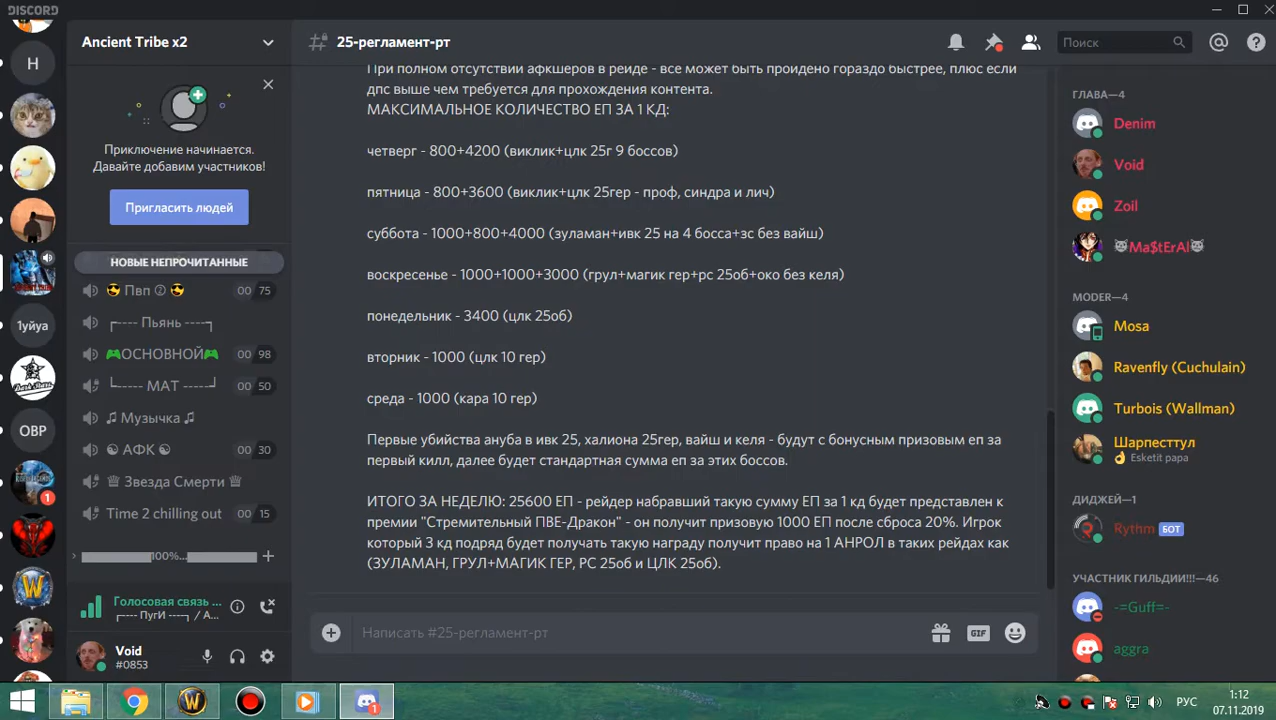 DISCORD
Ancient Tribe x2
Приключение начинается.
Давайте добавим участников!
Пригласить людей
НОВЫЕ НЕПРОЧИТАННЫЕ
😎 Пвп ② 😎 00 75
┌---- Пьянь ----┐
🎮ОСНОВНОЙ🎮 00 98
└---- МАТ ----┘ 00 50
♫ Музычка ♫
☯ АФК ☯ 00 30
♕ Звезда Смерти ♕
Time 2 chilling out 00 15
100%...
Голосовая связь ...
┌---- ПугИ ----┐ / А...
Void
#0853
Н
1уйуа
ОВР
1
25-регламент-рт
Поиск
При полном отсутствии афкшеров в рейде - все может быть пройдено гораздо быстрее, плюс если
дпс выше чем требуется для прохождения контента.
МАКСИМАЛЬНОЕ КОЛИЧЕСТВО ЕП ЗА 1 КД:
четверг - 800+4200 (виклик+цлк 25г 9 боссов)
пятница - 800+3600 (виклик+цлк 25гер - проф, синдра и лич)
суббота - 1000+800+4000 (зуламан+ивк 25 на 4 босса+зс без вайш)
воскресенье - 1000+1000+3000 (грул+магик гер+рс 25об+око без келя)
понедельник - 3400 (цлк 25об)
вторник - 1000 (цлк 10 гер)
среда - 1000 (кара 10 гер)
Первые убийства ануба в ивк 25, халиона 25гер, вайш и келя - будут с бонусным призовым еп за
первый килл, далее будет стандартная сумма еп за этих боссов.
ИТОГО ЗА НЕДЕЛЮ: 25600 ЕП - рейдер набравший такую сумму ЕП за 1 кд будет представлен к
премии "Стремительный ПВЕ-Дракон" - он получит призовую 1000 ЕП после сброса 20%. Игрок
который 3 кд подряд будет получать такую награду получит право на 1 АНРОЛ в таких рейдах как
(ЗУЛАМАН, ГРУЛ+МАГИК ГЕР, РС 25об и ЦЛК 25об).
Написать #25-регламент-рт
GIF
ГЛАВА—4
Denim
Void
Zoil
Ma$tErAl
MODER—4
Mosa
Ravenfly (Cuchulain)
Turbois (Wallman)
Шарпесттул
👌 Esketit papa
ДИДЖЕЙ—1
Rythm БОТ
УЧАСТНИК ГИЛЬДИИ!!!—46
-=Guff=-
aggra
1
РУС
1:12
07.11.2019